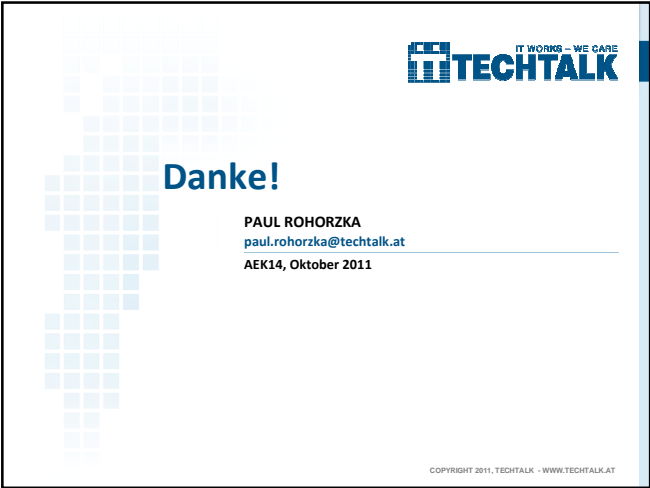 IT WORKS – WE CARE
TECHTALK
Danke!
PAUL ROHORZKA
paul.rohorzka@techtalk.at
AEK14, Oktober 2011
COPYRIGHT 2011, TECHTALK - WWW.TECHTALK.AT